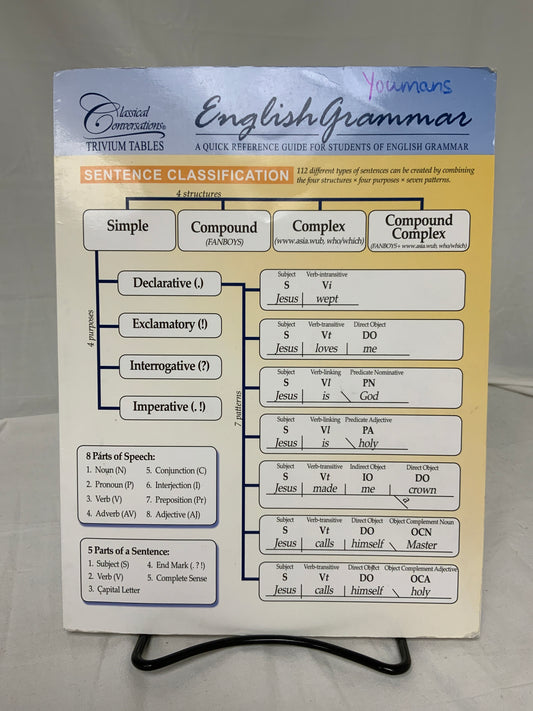 Youmans
Classical
Conversations®
TRIVIUM TABLES
English Grammar
A QUICK REFERENCE GUIDE FOR STUDENTS OF ENGLISH GRAMMAR
SENTENCE CLASSIFICATION
112 different types of sentences can be created by combining
the four structures × four purposes × seven patterns.
4 structures
Simple
Compound
(FANBOYS)
Complex
(www.asia.wub, who/which)
Compound
Complex
(FANBOYS + www.asia.wub, who/which)
4 purposes
Declarative (.)
Exclamatory (!)
Interrogative (?)
Imperative (. !)
7 patterns
Subject Verb-intransitive
S Vi
Jesus wept
Subject Verb-transitive Direct Object
S Vt DO
Jesus loves me
Subject Verb-linking Predicate Nominative
S Vl PN
Jesus is God
Subject Verb-linking Predicate Adjective
S Vl PA
Jesus is holy
Subject Verb-transitive Indirect Object Direct Object
S Vt IO DO
Jesus made me crown
a
Subject Verb-transitive Direct Object Object Complement Noun
S Vt DO OCN
Jesus calls himself Master
Subject Verb-transitive Direct Object Object Complement Adjective
S Vt DO OCA
Jesus calls himself holy
8 Parts of Speech:
1. Noun (N) 5. Conjunction (C)
2. Pronoun (P) 6. Interjection (I)
3. Verb (V) 7. Preposition (Pr)
4. Adverb (AV) 8. Adjective (AJ)
5 Parts of a Sentence:
1. Subject (S) 4. End Mark (. ? !)
2. Verb (V) 5. Complete Sense
3. Capital Letter